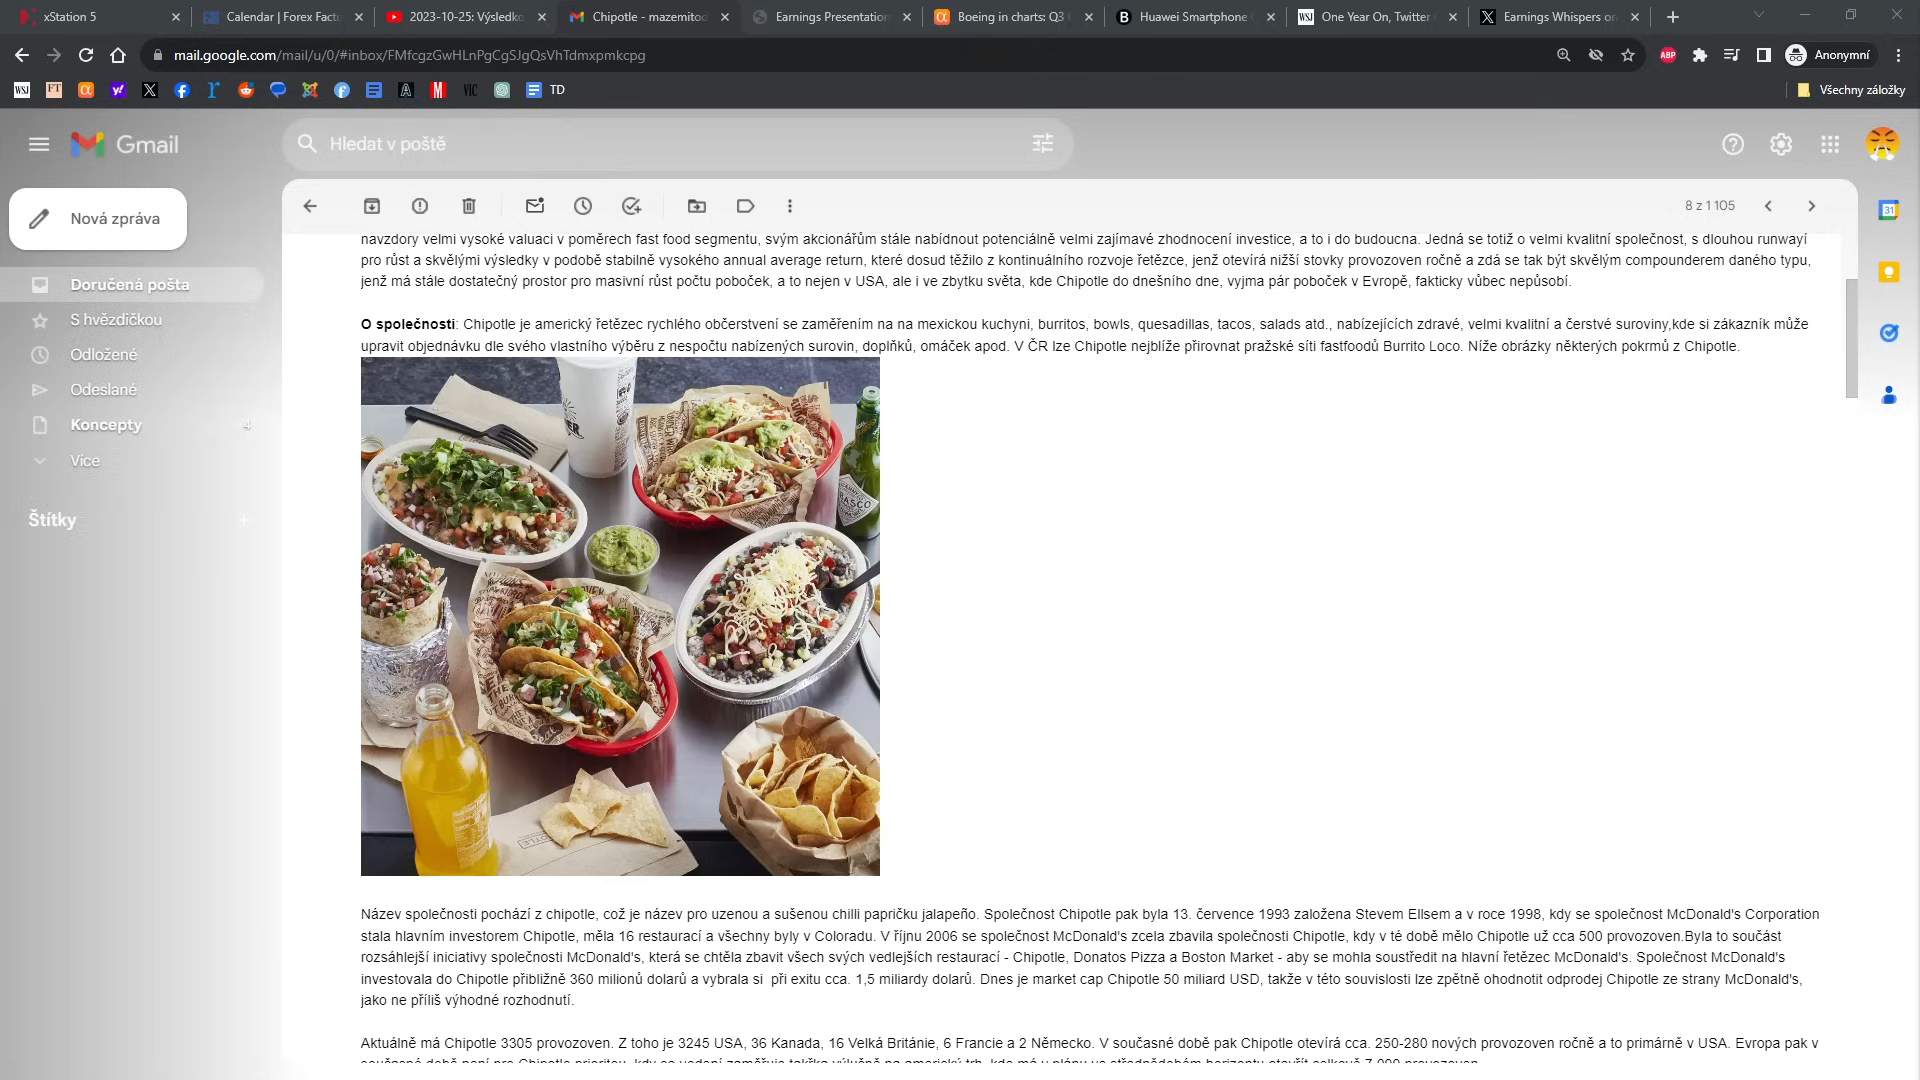 xStation 5
Calendar | Forex Factu
2023-10-25: Výsledko
Chipotle - mazemitoo
Earnings Presentation
Boeing in charts: Q3
Huawei Smartphone
One Year On, Twitter
Earnings Whispers on
mail.google.com/mail/u/0/#inbox/FMfcgzGwHLnPgCgSJgQsVhTdmxpmkcpg
ABP
Anonymní
WSJ
FT
VIC
TD
Všechny záložky
Gmail
Hledat v poště
Nová zpráva
8 z 1 105
31
Doručená pošta
S hvězdičkou
Odložené
Odeslané
Koncepty 4
Více
Štítky
navzdory velmi vysoké valuaci v poměrech fast food segmentu, svým akcionářům stále nabídnout potenciálně velmi zajímavé zhodnocení investice, a to i do budoucna. Jedná se totiž o velmi kvalitní společnost, s dlouhou runwayí
pro růst a skvělými výsledky v podobě stabilně vysokého annual average return, které dosud těžilo z kontinuálního rozvoje řetězce, jenž otevírá nižší stovky provozoven ročně a zdá se tak být skvělým compounderem daného typu,
jenž má stále dostatečný prostor pro masivní růst počtu poboček, a to nejen v USA, ale i ve zbytku světa, kde Chipotle do dnešního dne, vyjma pár poboček v Evropě, fakticky vůbec nepůsobí.
O společnosti: Chipotle je americký řetězec rychlého občerstvení se zaměřením na na mexickou kuchyni, burritos, bowls, quesadillas, tacos, salads atd., nabízejících zdravé, velmi kvalitní a čerstvé suroviny,kde si zákazník může
upravit objednávku dle svého vlastního výběru z nespočtu nabízených surovin, doplňků, omáček apod. V ČR lze Chipotle nejblíže přirovnat pražské síti fastfoodů Burrito Loco. Níže obrázky některých pokrmů z Chipotle.
Název společnosti pochází z chipotle, což je název pro uzenou a sušenou chilli papričku jalapeño. Společnost Chipotle pak byla 13. července 1993 založena Stevem Ellsem a v roce 1998, kdy se společnost McDonald's Corporation
stala hlavním investorem Chipotle, měla 16 restaurací a všechny byly v Coloradu. V říjnu 2006 se společnost McDonald's zcela zbavila společnosti Chipotle, kdy v té době mělo Chipotle už cca 500 provozoven.Byla to součást
rozsáhlejší iniciativy společnosti McDonald's, která se chtěla zbavit všech svých vedlejších restaurací - Chipotle, Donatos Pizza a Boston Market - aby se mohla soustředit na hlavní řetězec McDonald's. Společnost McDonald's
investovala do Chipotle přibližně 360 milionů dolarů a vybrala si  při exitu cca. 1,5 miliardy dolarů. Dnes je market cap Chipotle 50 miliard USD, takže v této souvislosti lze zpětně ohodnotit odprodej Chipotle ze strany McDonald's,
jako ne příliš výhodné rozhodnutí.
Aktuálně má Chipotle 3305 provozoven. Z toho je 3245 USA, 36 Kanada, 16 Velká Británie, 6 Francie a 2 Německo. V současné době pak Chipotle otevírá cca. 250-280 nových provozoven ročně a to primárně v USA. Evropa pak v